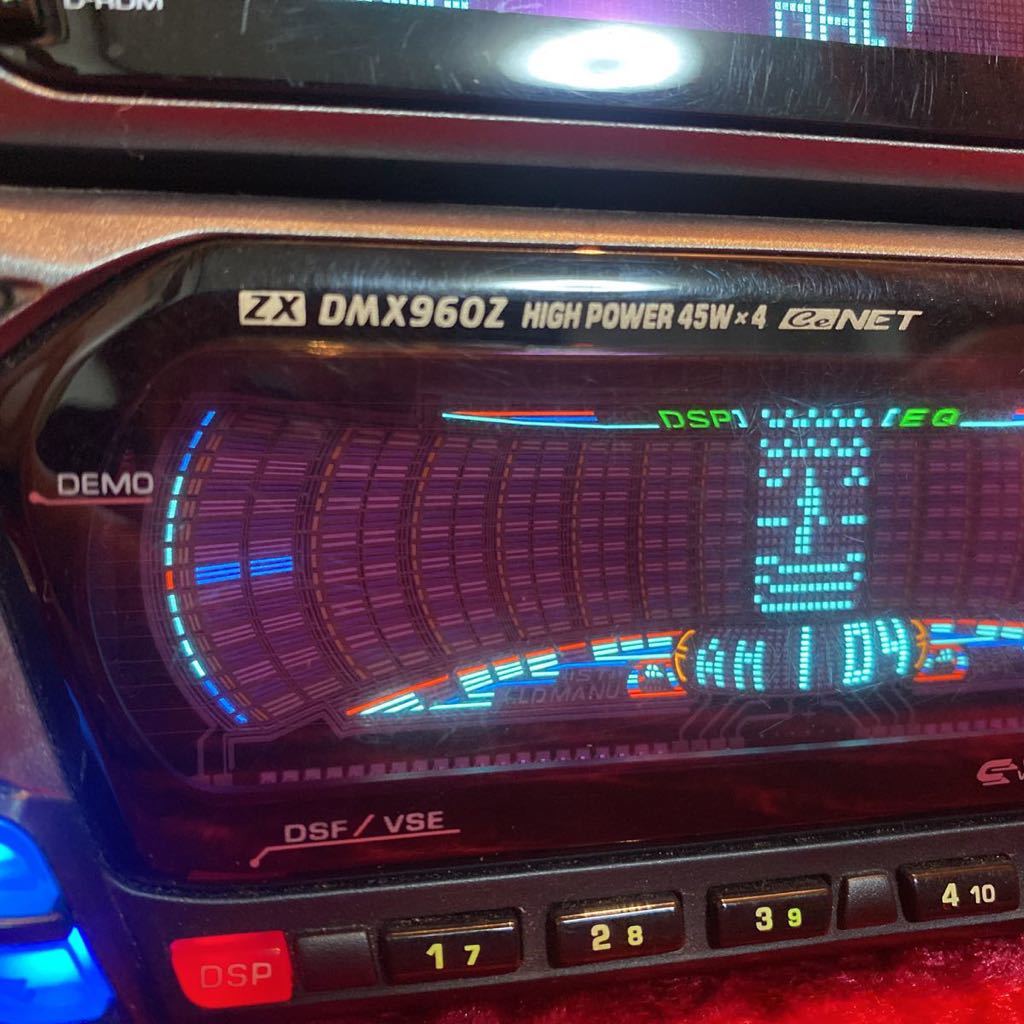 ZX DMX960Z HIGH POWER 45W×4 CeNET
DSP EQ
DEMO
AM 1 04
DSF / VSE
DSP 1 7 2 8 3 9 4 10